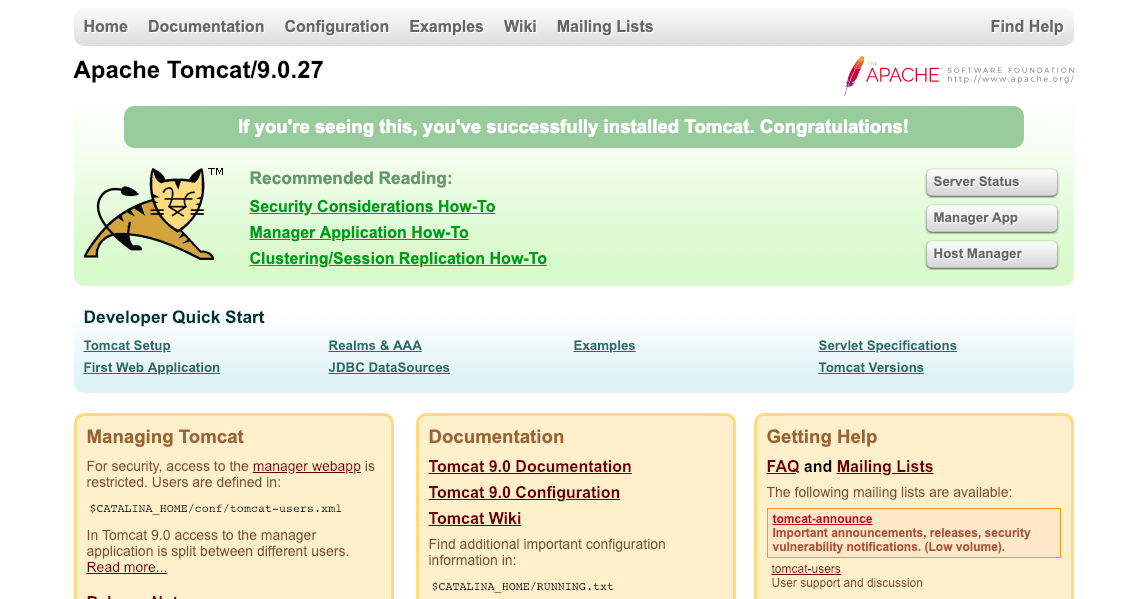 Home Documentation Configuration Examples Wiki Mailing Lists Find Help
Apache Tomcat/9.0.27
THE APACHE™ SOFTWARE FOUNDATION
http://www.apache.org/
If you're seeing this, you've successfully installed Tomcat. Congratulations!
TM
Recommended Reading:
Security Considerations How-To
Manager Application How-To
Clustering/Session Replication How-To
Server Status
Manager App
Host Manager
Developer Quick Start
Tomcat Setup
First Web Application
Realms & AAA
JDBC DataSources
Examples
Servlet Specifications
Tomcat Versions
Managing Tomcat
For security, access to the manager webapp is
restricted. Users are defined in:
$CATALINA_HOME/conf/tomcat-users.xml
In Tomcat 9.0 access to the manager
application is split between different users.
Read more...
Documentation
Tomcat 9.0 Documentation
Tomcat 9.0 Configuration
Tomcat Wiki
Find additional important configuration
information in:
$CATALINA_HOME/RUNNING.txt
Getting Help
FAQ and Mailing Lists
The following mailing lists are available:
tomcat-announce
Important announcements, releases, security
vulnerability notifications. (Low volume).
tomcat-users
User support and discussion